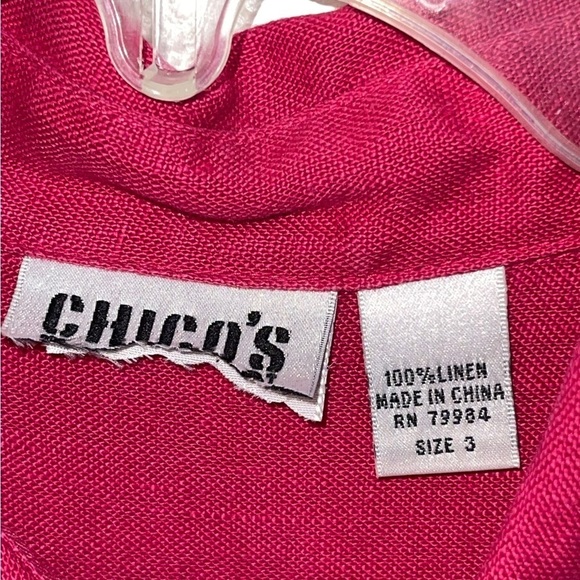 CHICO'S
100% LINEN
MADE IN CHINA
RN 79984
SIZE 3